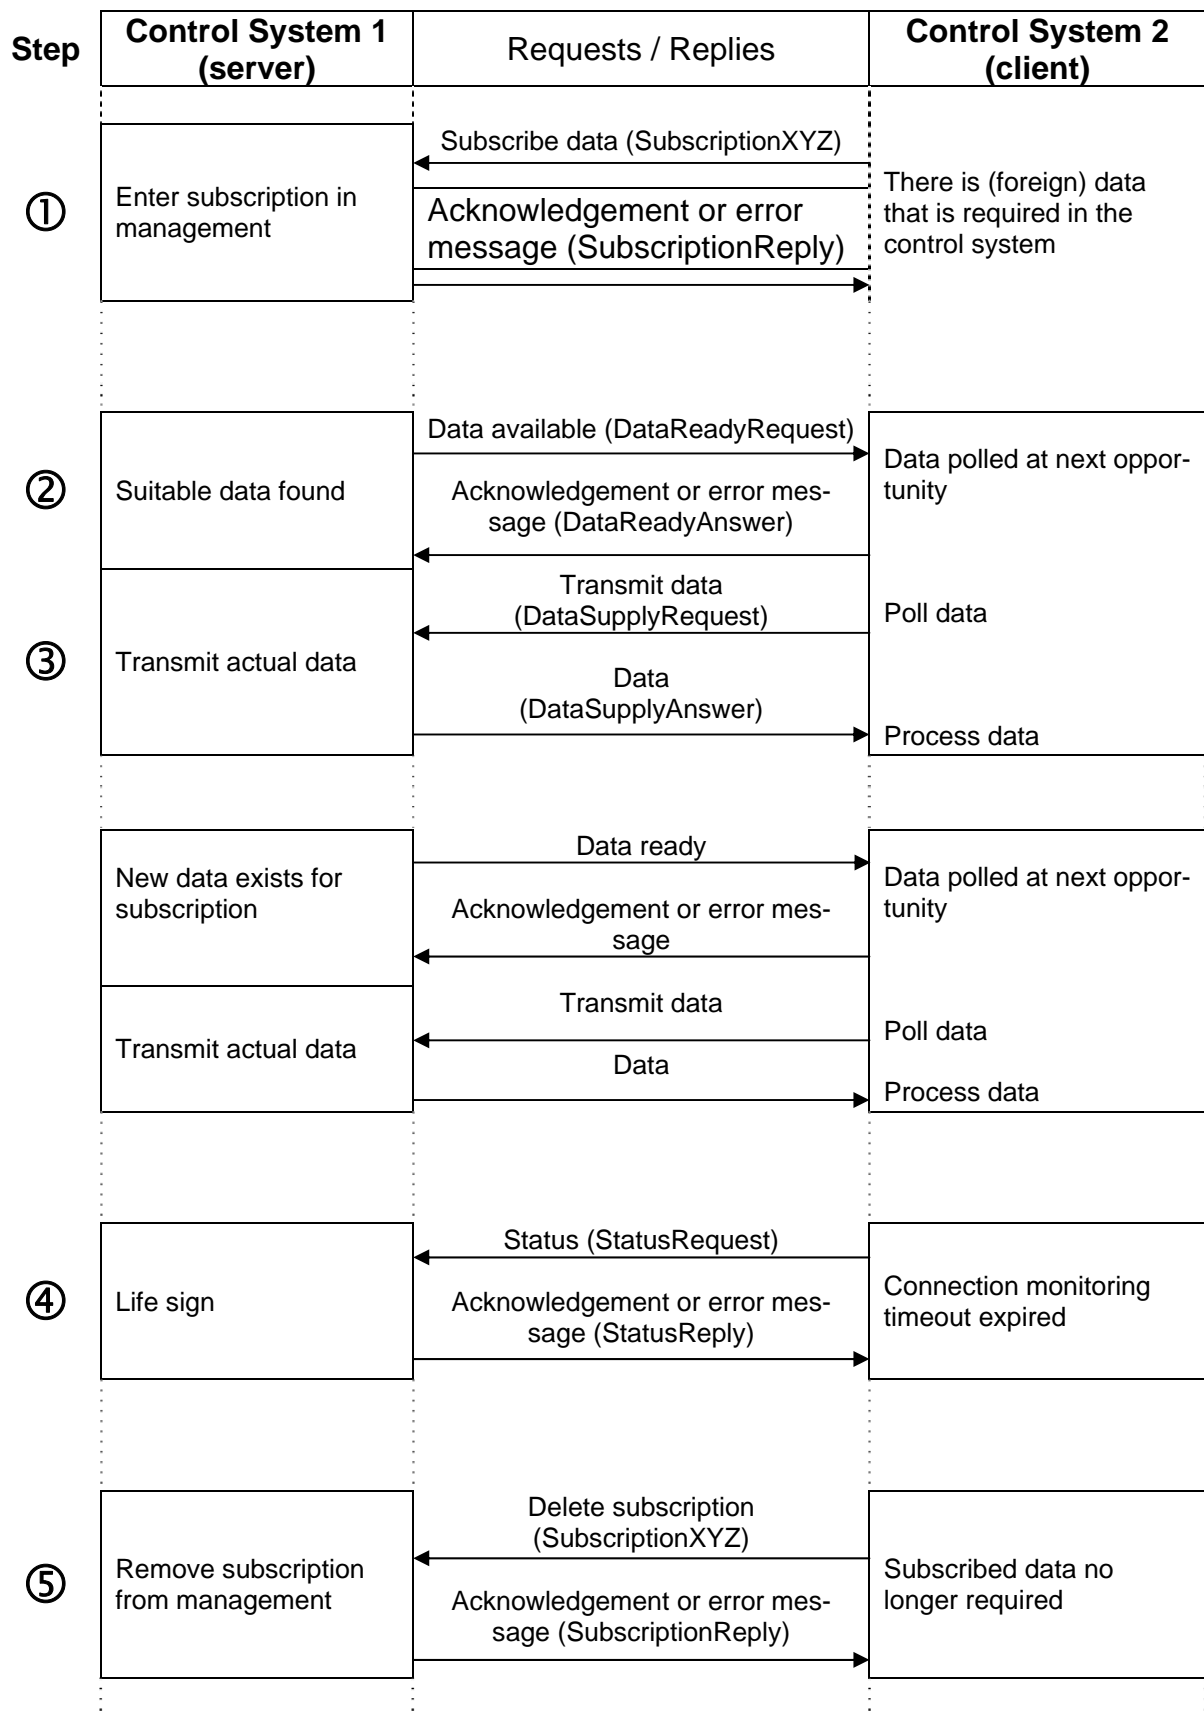 Step
Control System 1
(server)
Requests / Replies
Control System 2
(client)
①
Enter subscription in
management
Subscribe data (SubscriptionXYZ)
Acknowledgement or error
message (SubscriptionReply)
There is (foreign) data
that is required in the
control system
②
Suitable data found
Data available (DataReadyRequest)
Acknowledgement or error mes-
sage (DataReadyAnswer)
Data polled at next oppor-
tunity
③
Transmit actual data
Transmit data
(DataSupplyRequest)
Data
(DataSupplyAnswer)
Poll data
Process data
New data exists for
subscription
Data ready
Acknowledgement or error mes-
sage
Data polled at next oppor-
tunity
Transmit actual data
Transmit data
Data
Poll data
Process data
④
Life sign
Status (StatusRequest)
Acknowledgement or error mes-
sage (StatusReply)
Connection monitoring
timeout expired
⑤
Remove subscription
from management
Delete subscription
(SubscriptionXYZ)
Acknowledgement or error mes-
sage (SubscriptionReply)
Subscribed data no
longer required